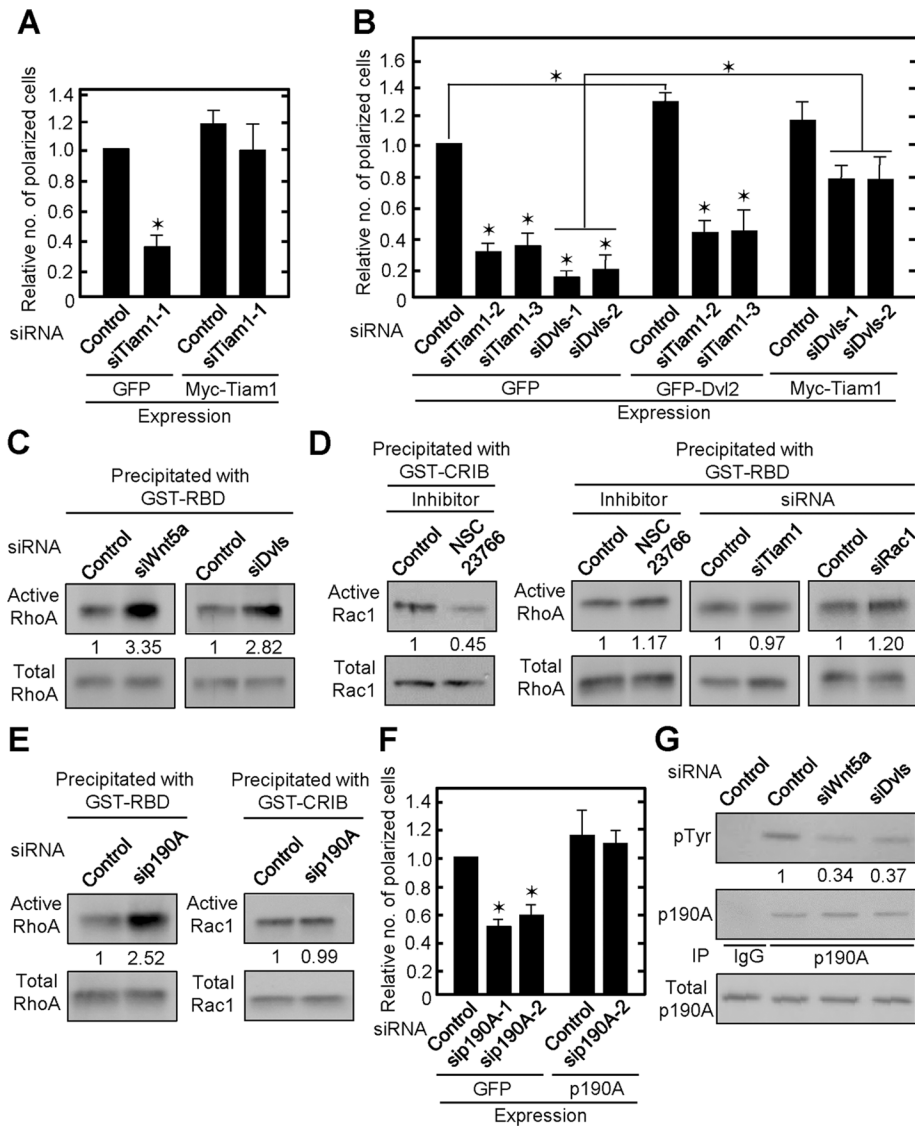 A
Relative no. of polarized cells
1.4
1.2
1.0
0.8
0.6
0.4
0.2
0
*
siRNA
Control
siTiam1-1
Control
siTiam1-1
GFP
Myc-Tiam1
Expression
B
Relative no. of polarized cells
1.6
1.4
1.2
1.0
0.8
0.6
0.4
0.2
0
* * * * * * * *
siRNA
Control
siTiam1-2
siTiam1-3
siDvls-1
siDvls-2
Control
siTiam1-2
siTiam1-3
Control
siDvls-1
siDvls-2
GFP
GFP-Dvl2
Myc-Tiam1
Expression
C
Precipitated with
GST-RBD
siRNA
Control
siWnt5a
Control
siDvls
Active
RhoA
1 3.35 1 2.82
Total
RhoA
D
Precipitated with
GST-CRIB
Inhibitor
Control
NSC
23766
Active
Rac1
1 0.45
Total
Rac1
Precipitated with
GST-RBD
Inhibitor
siRNA
Control
NSC
23766
Control
siTiam1
Control
siRac1
Active
RhoA
1 1.17 1 0.97 1 1.20
Total
RhoA
E
Precipitated with
GST-RBD
siRNA
Control
sip190A
Active
RhoA
1 2.52
Total
RhoA
Precipitated with
GST-CRIB
Control
sip190A
Active
Rac1
1 0.99
Total
Rac1
F
Relative no. of polarized cells
1.4
1.2
1.0
0.8
0.6
0.4
0.2
0
* *
siRNA
Control
sip190A-1
sip190A-2
Control
sip190A-2
GFP
p190A
Expression
G
siRNA
Control
Control
siWnt5a
siDvls
pTyr
1 0.34 0.37
p190A
IP IgG p190A
Total
p190A